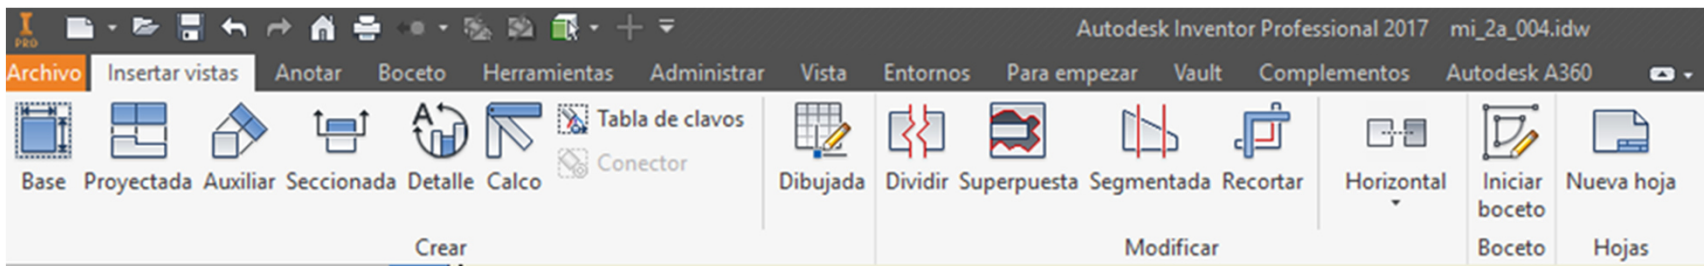 PRO
Autodesk Inventor Professional 2017 mi_2a_004.idw
Archivo Insertar vistas Anotar Boceto Herramientas Administrar Vista Entornos Para empezar Vault Complementos Autodesk A360
A
Tabla de clavos
Conector
Base Proyectada Auxiliar Seccionada Detalle Calco Dibujada Dividir Superpuesta Segmentada Recortar Horizontal Iniciar boceto Nueva hoja
Crear Modificar Boceto Hojas